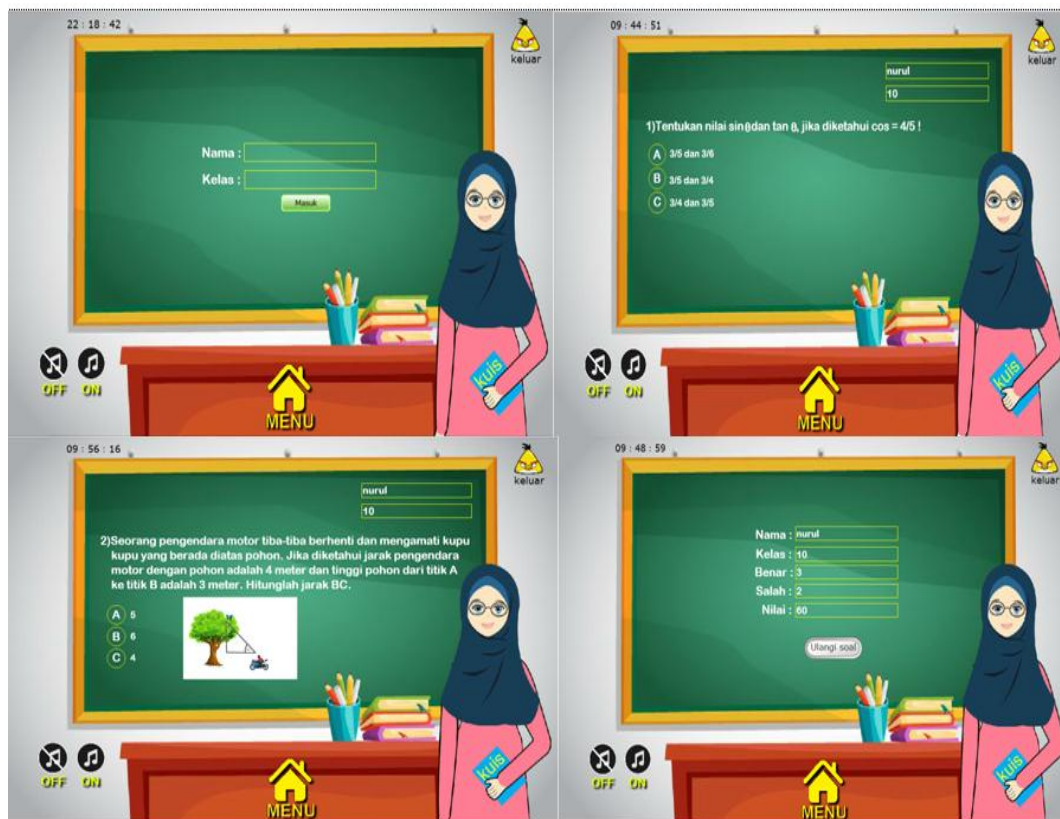 22 : 18 : 42
keluar
Nama :
Kelas :
Masuk
kuis
OFF ON
MENU
09 : 44 : 51
keluar
nurul
10
1)Tentukan nilai sin θ dan tan θ, jika diketahui cos = 4/5 !
A 3/5 dan 3/6
B 3/5 dan 3/4
C 3/4 dan 3/5
kuis
OFF ON
MENU
09 : 56 : 16
keluar
nurul
10
2)Seorang pengendara motor tiba-tiba berhenti dan mengamati kupu
kupu yang berada diatas pohon. Jika diketahui jarak pengendara
motor dengan pohon adalah 4 meter dan tinggi pohon dari titik A
ke titik B adalah 3 meter. Hitunglah jarak BC.
A 5
B 6
C 4
kuis
OFF ON
MENU
09 : 48 : 59
keluar
Nama : nurul
Kelas : 10
Benar : 3
Salah : 2
Nilai : 60
Ulangi soal
kuis
OFF ON
MENU